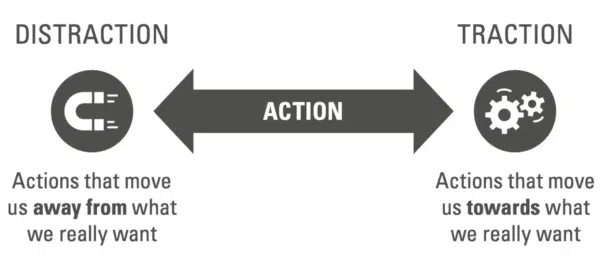 DISTRACTION
TRACTION
ACTION
Actions that move
us away from what
we really want
Actions that move
us towards what
we really want